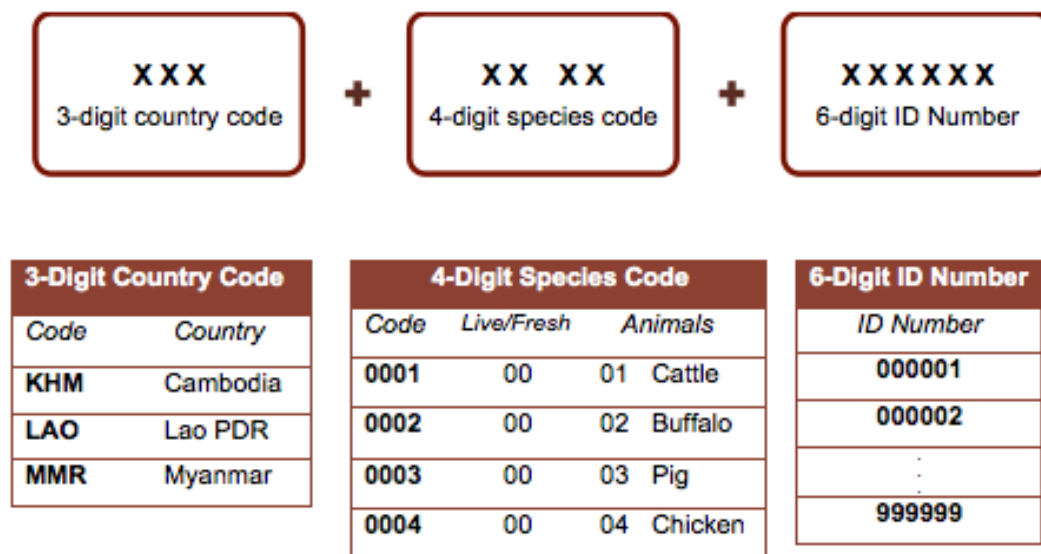 XXX + XX XX + XXXXXX
3-digit country code 4-digit species code 6-digit ID Number
3-Digit Country Code
Code Country
KHM Cambodia
LAO Lao PDR
MMR Myanmar
4-Digit Species Code
Code Live/Fresh Animals
0001 00 01 Cattle
0002 00 02 Buffalo
0003 00 03 Pig
0004 00 04 Chicken
6-Digit ID Number
ID Number
000001
000002
⋮
999999